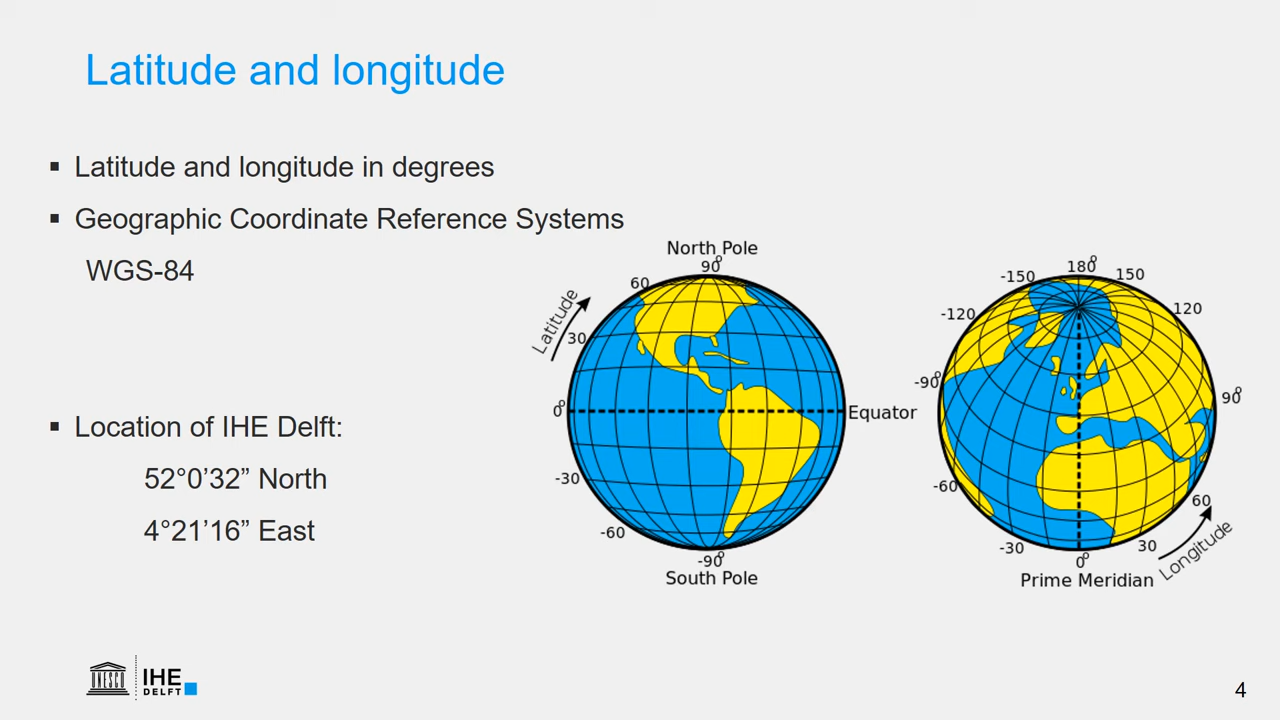 Latitude and longitude
▪ Latitude and longitude in degrees
▪ Geographic Coordinate Reference Systems
WGS-84
▪ Location of IHE Delft:
52°0’32” North
4°21’16” East
North Pole
90°
60
30
0°
-30
-60
-90°
South Pole
Latitude
Equator
180°
150
120
90°
60
30
0°
-30
-60
-90°
-120
-150
Prime Meridian
Longitude
UNESCO
IHE
DELFT
4